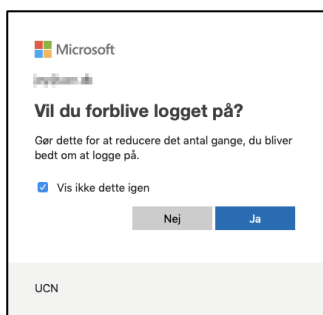 Microsoft
Vil du forblive logget på?
Gør dette for at reducere det antal gange, du bliver
bedt om at logge på.
Vis ikke dette igen
Nej Ja
UCN